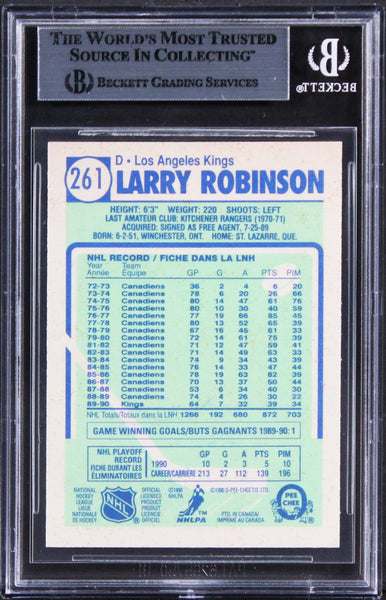 THE WORLD'S MOST TRUSTED
SOURCE IN COLLECTING™
BECKETT GRADING SERVICES
BECKETT
261
D • Los Angeles Kings
LARRY ROBINSON
HEIGHT: 6'3" WEIGHT: 220 SHOOTS: LEFT
LAST AMATEUR CLUB: KITCHENER RANGERS (1970-71)
ACQUIRED: SIGNED AS FREE AGENT, 7-25-89
BORN: 6-2-51, WINCHESTER, ONT. HOME: ST. LAZARRE, QUE.
NHL RECORD / FICHE DANS LA LNH
Year Team GP G A PTS PIM
Année Équipe
72-73 Canadiens 36 2 4 6 20
73-74 Canadiens 78 6 20 26 66
74-75 Canadiens 80 14 47 61 76
75-76 Canadiens 80 10 30 40 59
76-77 Canadiens 77 19 66 85 45
77-78 Canadiens 80 13 52 65 39
78-79 Canadiens 67 16 45 61 33
79-80 Canadiens 72 14 61 75 39
80-81 Canadiens 65 12 38 50 37
81-82 Canadiens 71 12 47 59 41
82-83 Canadiens 71 14 49 63 33
83-84 Canadiens 74 9 34 43 39
84-85 Canadiens 76 14 33 47 44
85-86 Canadiens 78 19 63 82 39
86-87 Canadiens 70 13 37 50 44
87-88 Canadiens 53 6 34 40 30
88-89 Canadiens 74 4 26 30 22
89-90 Kings 64 7 32 39 34
NHL Totals/Totaux dans la LNH 1266 192 680 872 703
GAME WINNING GOALS/BUTS GAGNANTS 1989-90: 1
NHL PLAYOFF RECORD GP G A PTS PIM
FICHE DURANT LES 1990 10 2 3 5 10
ÉLIMINATOIRES CAREER/CARRIÈRE 213 27 112 139 196
NATIONAL HOCKEY LEAGUE
NHL
OFFICIAL LICENSED PRODUCT
© 1990 NHLPA
© 1990 O-PEE-CHEE CO. LTD.
PTD. IN CANADA/
IMPRIMÉ AU CANADA
O PEE CHEE